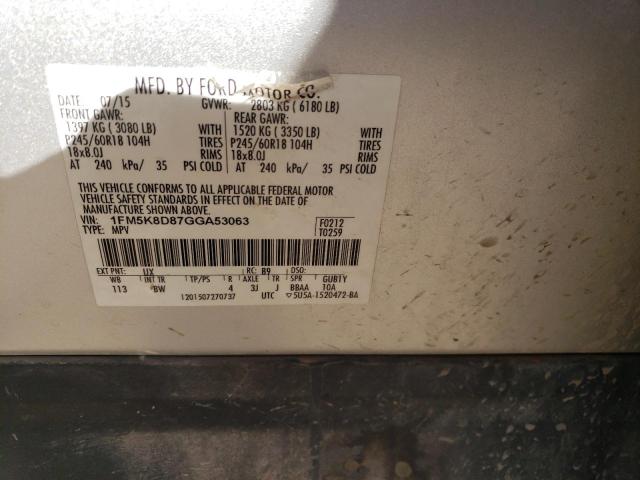 MFD. BY FORD MOTOR CO.
DATE: 07/15 GVWR: 2803 KG ( 6180 LB)
FRONT GAWR: REAR GAWR:
1397 KG ( 3080 LB) WITH 1520 KG ( 3350 LB) WITH
P245/60R18 104H TIRES P245/60R18 104H TIRES
18x8.0J RIMS 18x8.0J RIMS
AT 240 kPa/ 35 PSI COLD AT 240 kPa/ 35 PSI COLD
THIS VEHICLE CONFORMS TO ALL APPLICABLE FEDERAL MOTOR
VEHICLE SAFETY STANDARDS IN EFFECT ON THE DATE OF
MANUFACTURE SHOWN ABOVE.
VIN: 1FM5K8D87GGA53063 F0212
TYPE: MPV T0259
EXT PNT: UX RC: B9 DSO:
WB INT TR TP/PS R AXLE TR SPR GUBTY
113 BW 4 3J J BBAA 10A
1201507270737 UTC ▽5U5A-1520472-BA